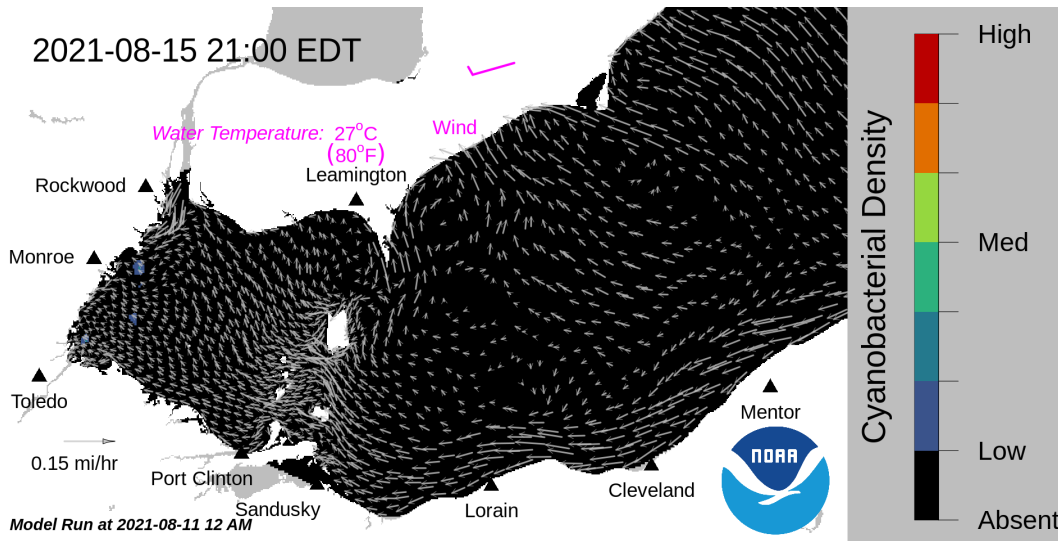 2021-08-15 21:00 EDT
Water Temperature: 27°C
(80°F)
Wind
Leamington
Rockwood
Monroe
Toledo
0.15 mi/hr
Port Clinton
Sandusky
Lorain
Cleveland
Mentor
NOAA
Model Run at 2021-08-11 12 AM
Cyanobacterial Density
High
Med
Low
Absent